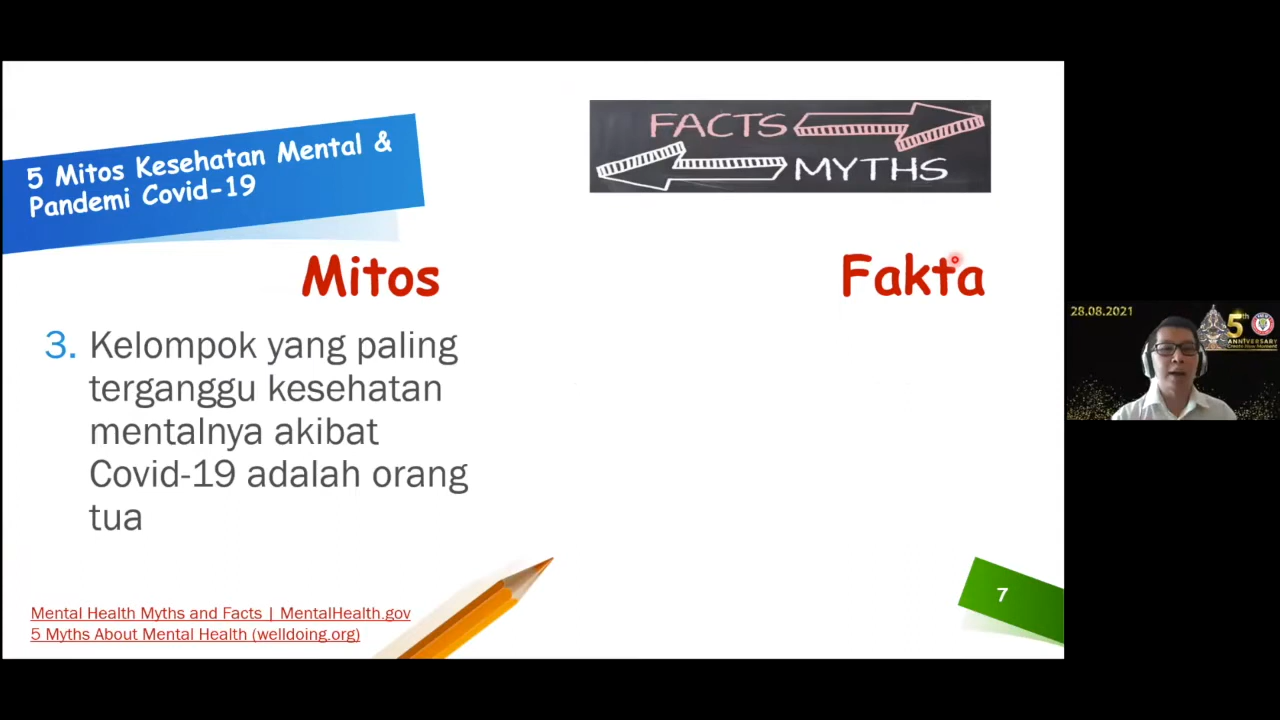 5 Mitos Kesehatan Mental &
Pandemi Covid-19
FACTS
MYTHS
Mitos
Fakta
3. Kelompok yang paling
terganggu kesehatan
mentalnya akibat
Covid-19 adalah orang
tua
Mental Health Myths and Facts | MentalHealth.gov
5 Myths About Mental Health (welldoing.org)
7
28.08.2021
5th
ANNIVERSARY